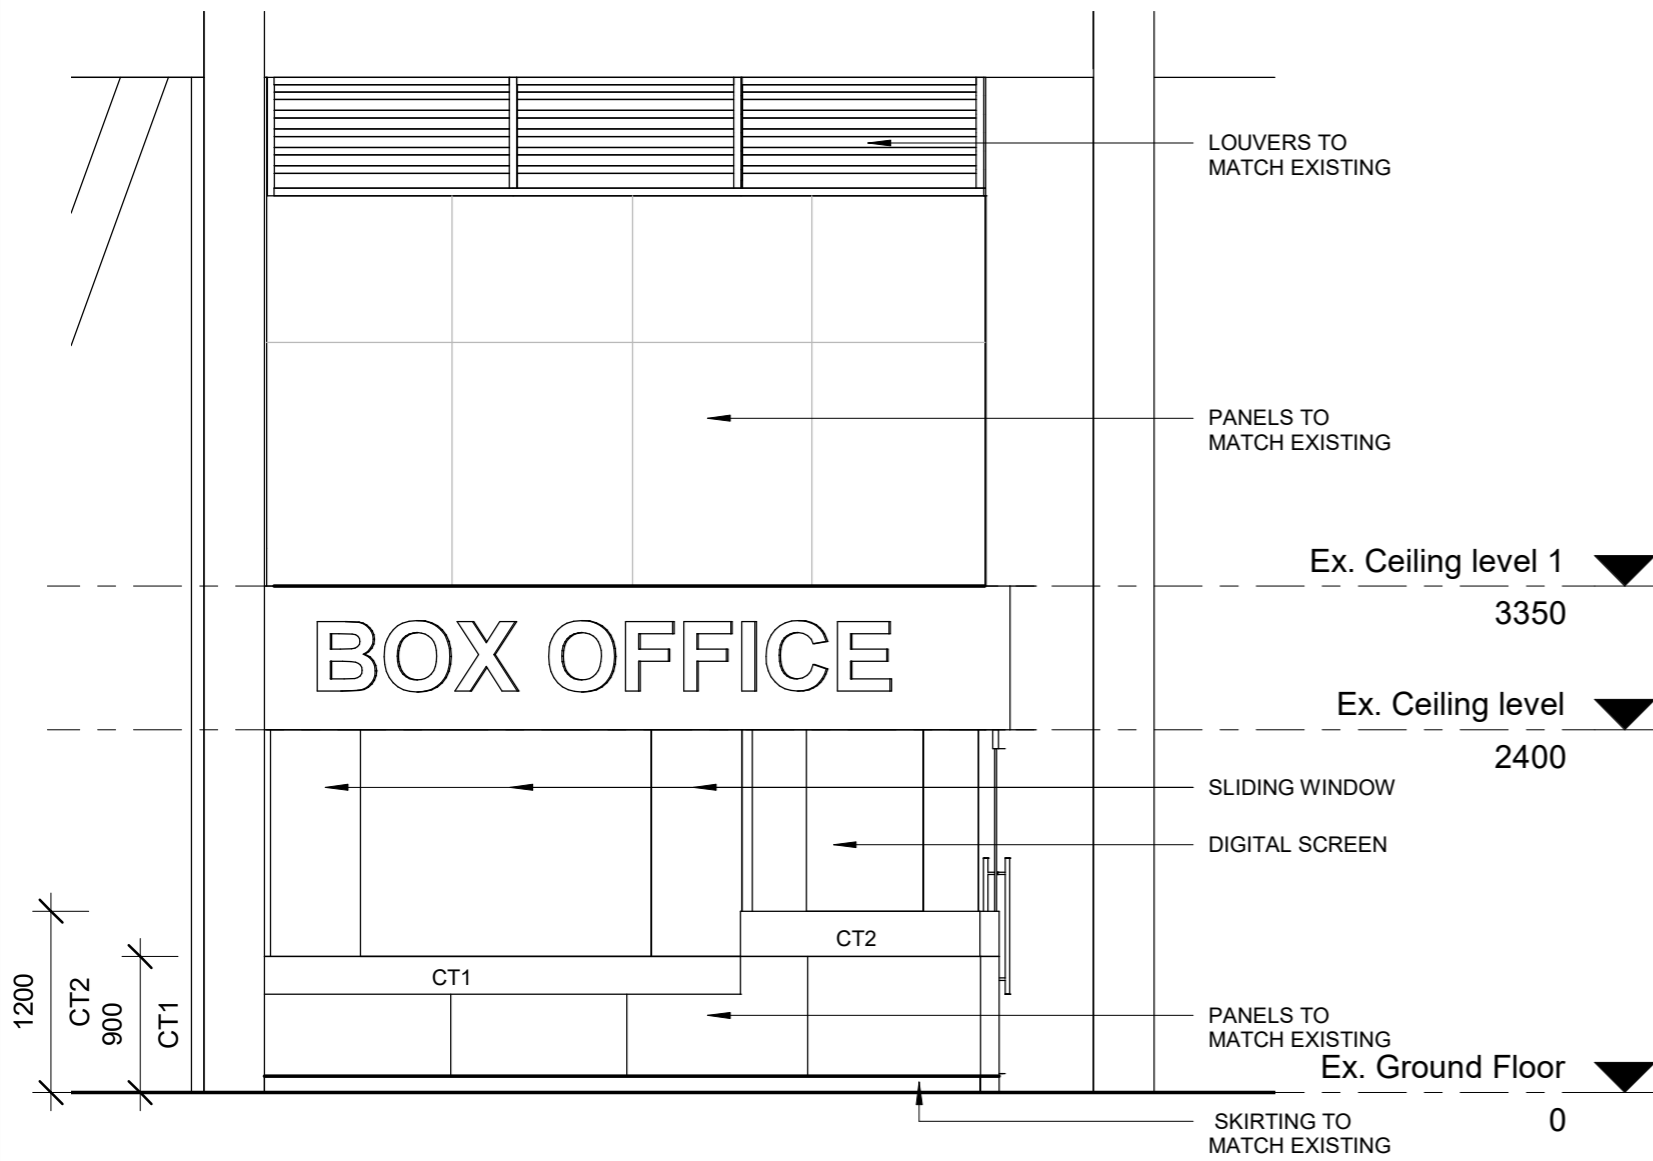 LOUVERS TO
MATCH EXISTING
PANELS TO
MATCH EXISTING
Ex. Ceiling level 1
3350
BOX OFFICE
Ex. Ceiling level
2400
SLIDING WINDOW
DIGITAL SCREEN
CT2
CT1
1200
CT2
900
CT1
PANELS TO
MATCH EXISTING
Ex. Ground Floor
0
SKIRTING TO
MATCH EXISTING